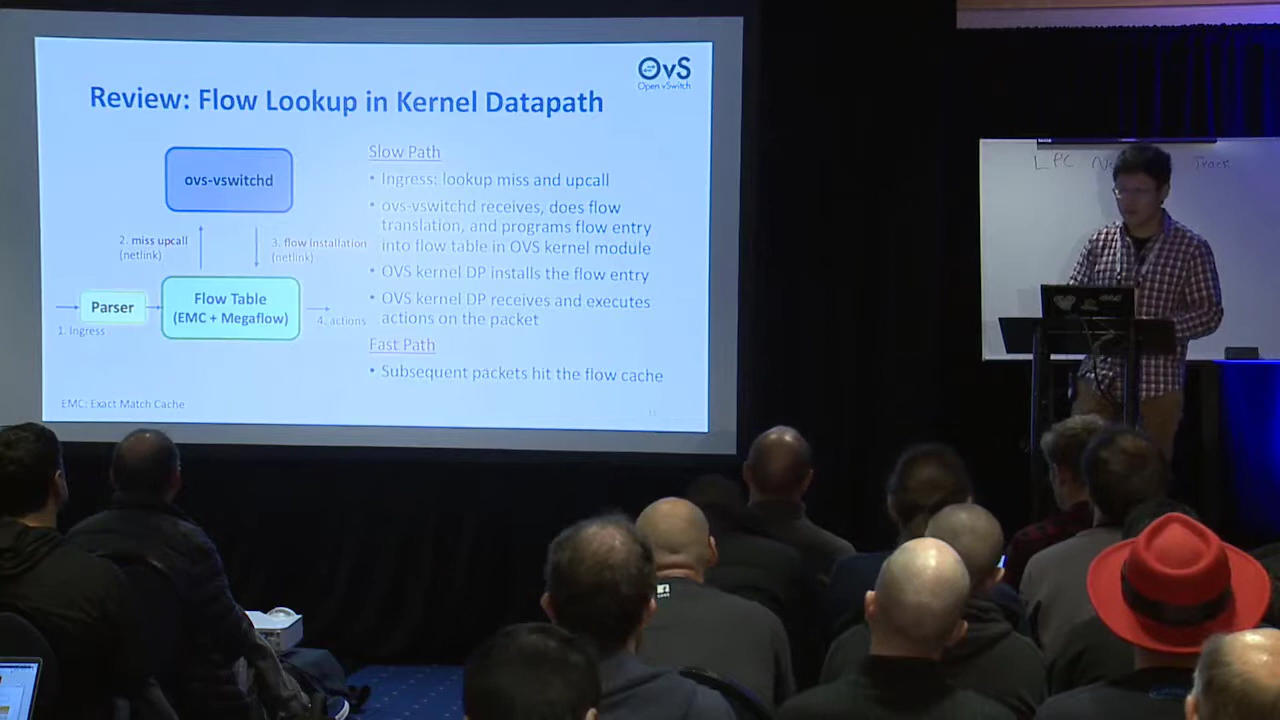 OvS
Open vSwitch
Review: Flow Lookup in Kernel Datapath
ovs-vswitchd
2. miss upcall
(netlink)
3. flow installation
(netlink)
Parser
1. Ingress
Flow Table
(EMC + Megaflow)
4. actions
EMC: Exact Match Cache
Slow Path
• Ingress: lookup miss and upcall
• ovs-vswitchd receives, does flow
translation, and programs flow entry
into flow table in OVS kernel module
• OVS kernel DP installs the flow entry
• OVS kernel DP receives and executes
actions on the packet
Fast Path
• Subsequent packets hit the flow cache
LPC Track